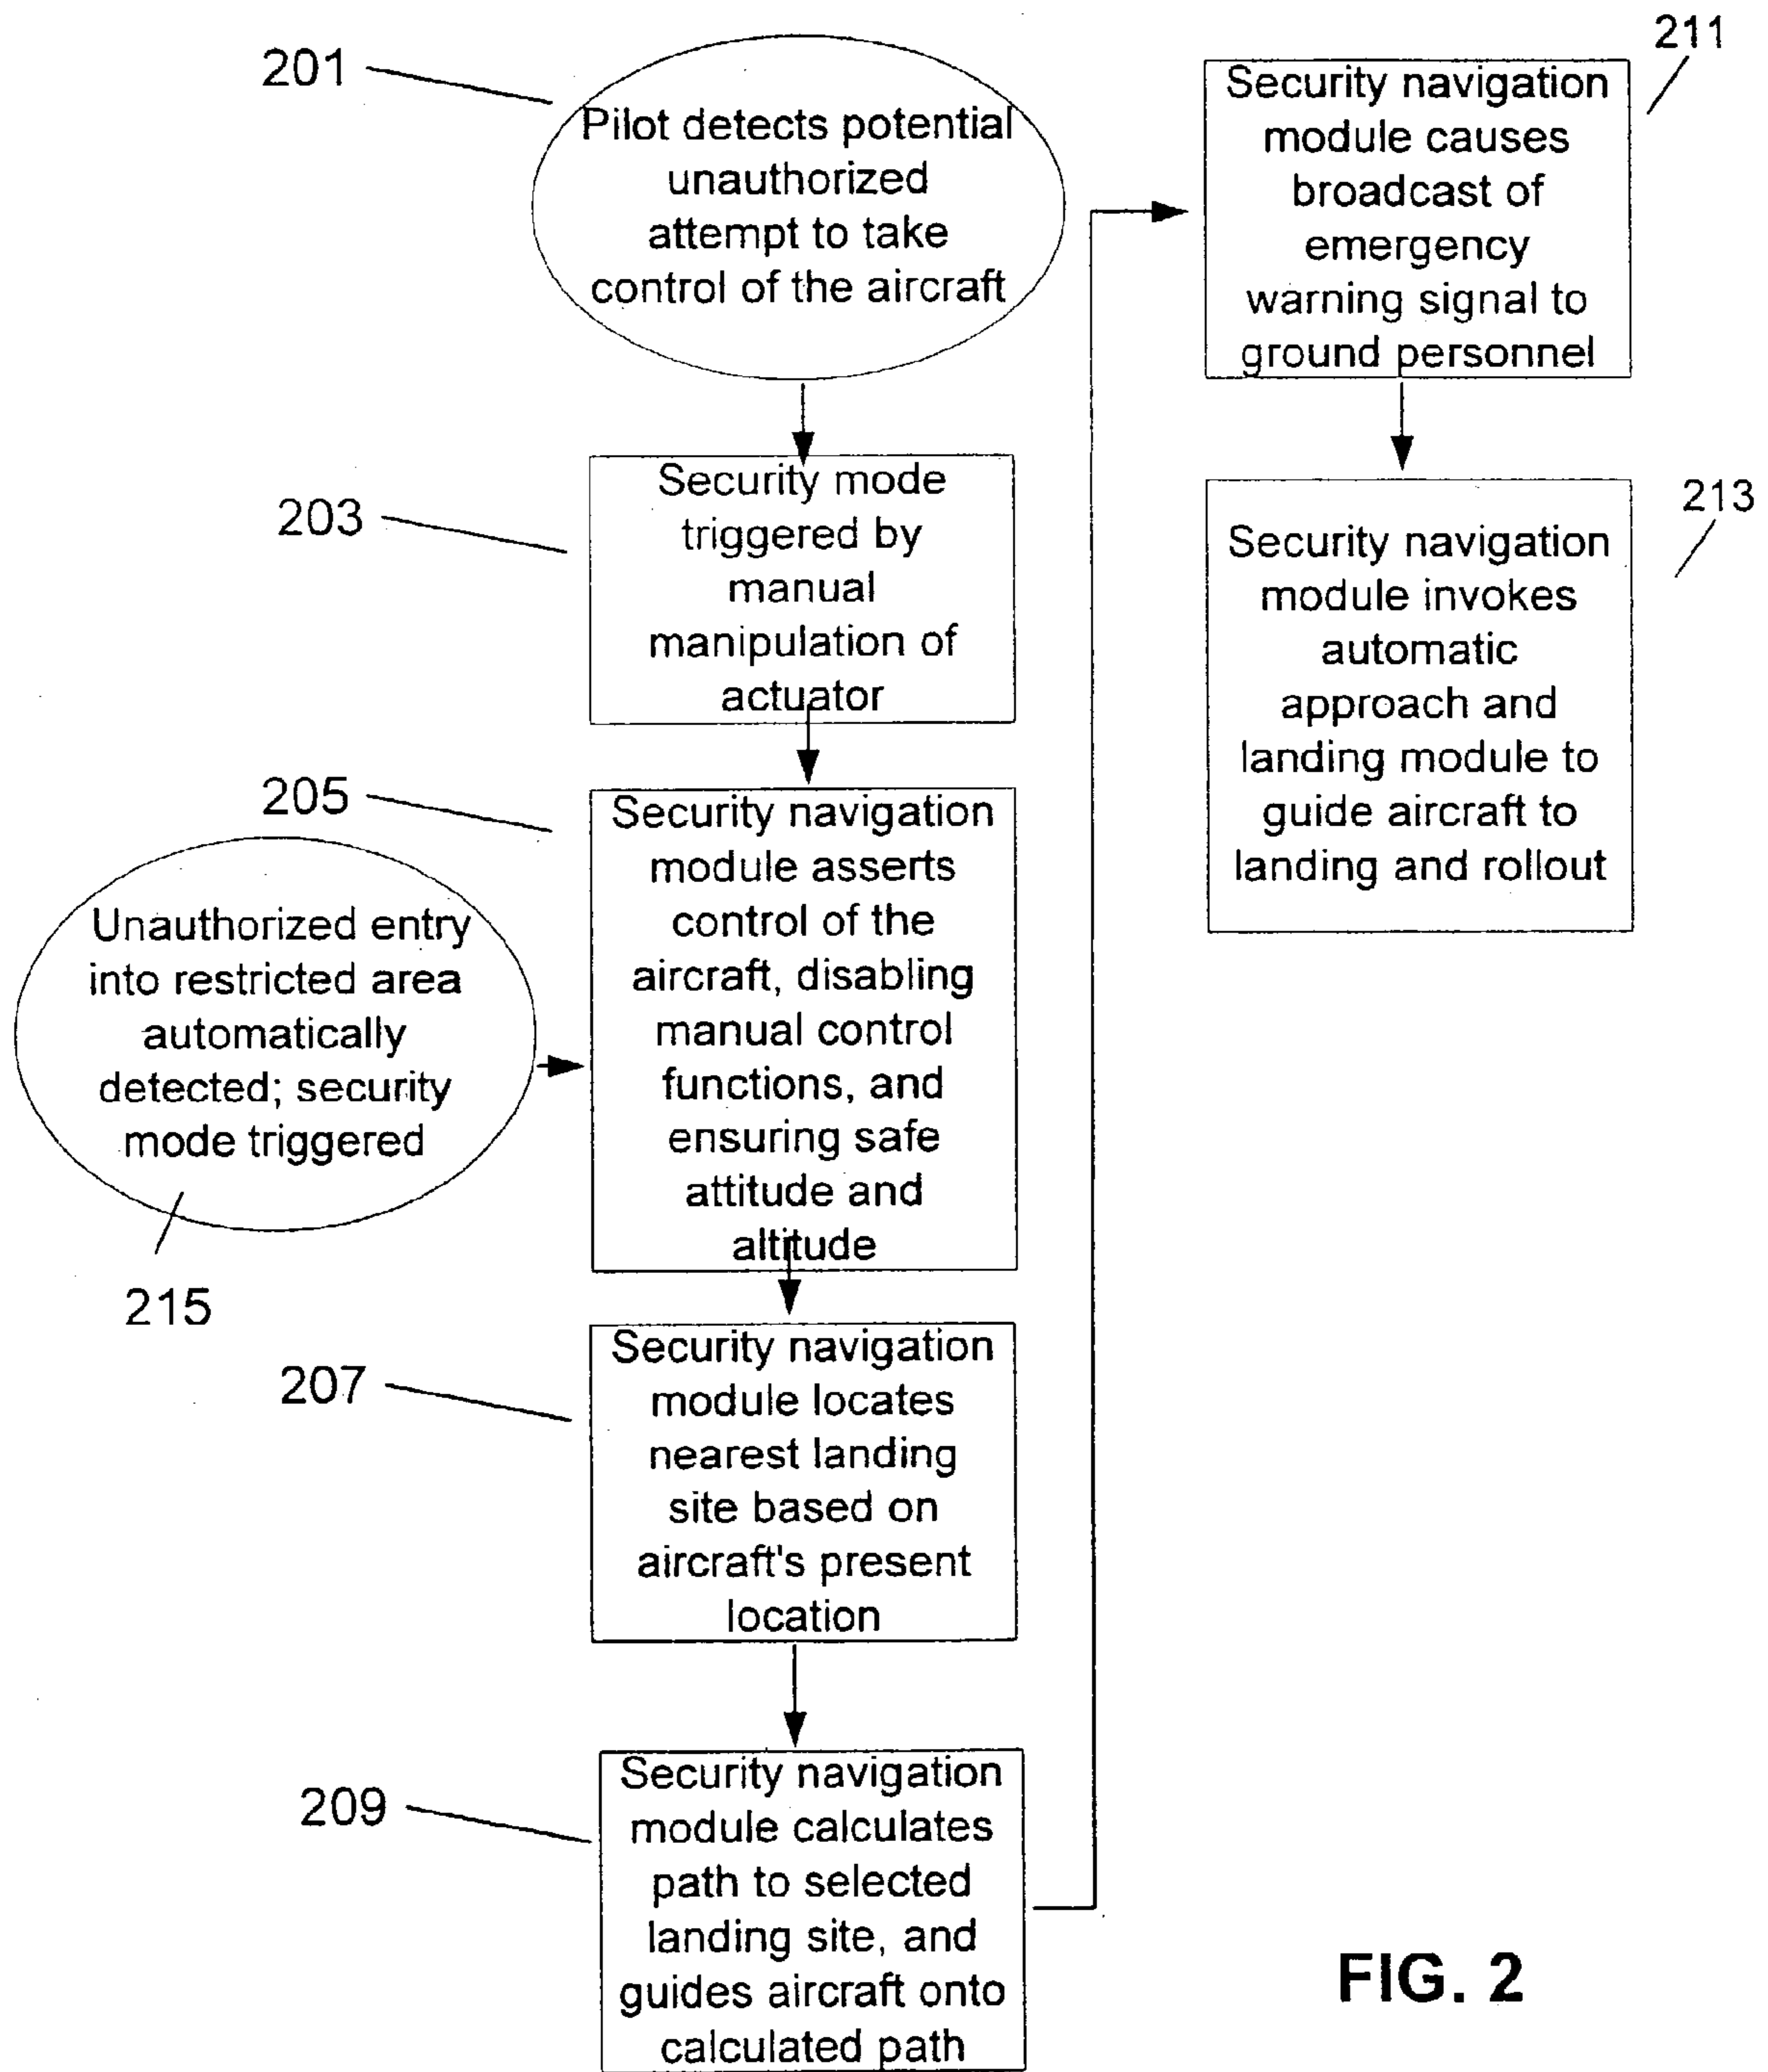 201
Pilot detects potential
unauthorized
attempt to take
control of the aircraft
203
Security mode
triggered by
manual
manipulation of
actuator
205
Security navigation
module asserts
control of the
aircraft, disabling
manual control
functions, and
ensuring safe
attitude and
altitude
Unauthorized entry
into restricted area
automatically
detected; security
mode triggered
215
207
Security navigation
module locates
nearest landing
site based on
aircraft's present
location
209
Security navigation
module calculates
path to selected
landing site, and
guides aircraft onto
calculated path
211
Security navigation
module causes
broadcast of
emergency
warning signal to
ground personnel
213
Security navigation
module invokes
automatic
approach and
landing module to
guide aircraft to
landing and rollout
FIG. 2